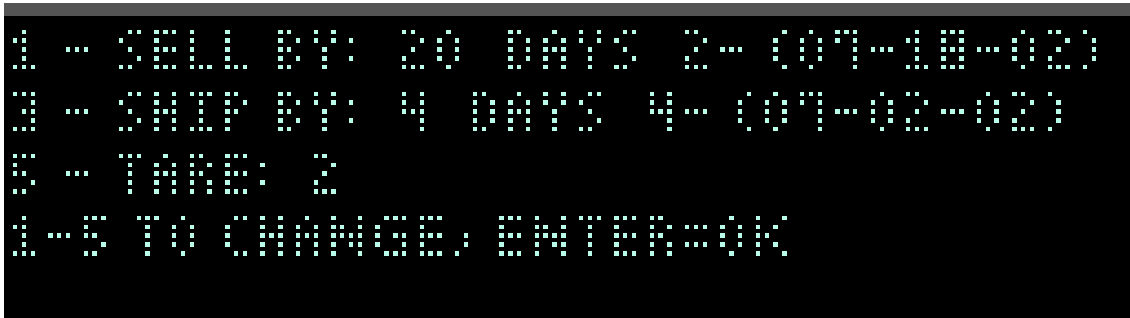 1 - SELL BY: 20 DAYS 2- (07-18-02)
3 - SHIP BY: 4 DAYS 4- (07-02-02)
5 - TARE: 2
1-5 TO CHANGE, ENTER=OK